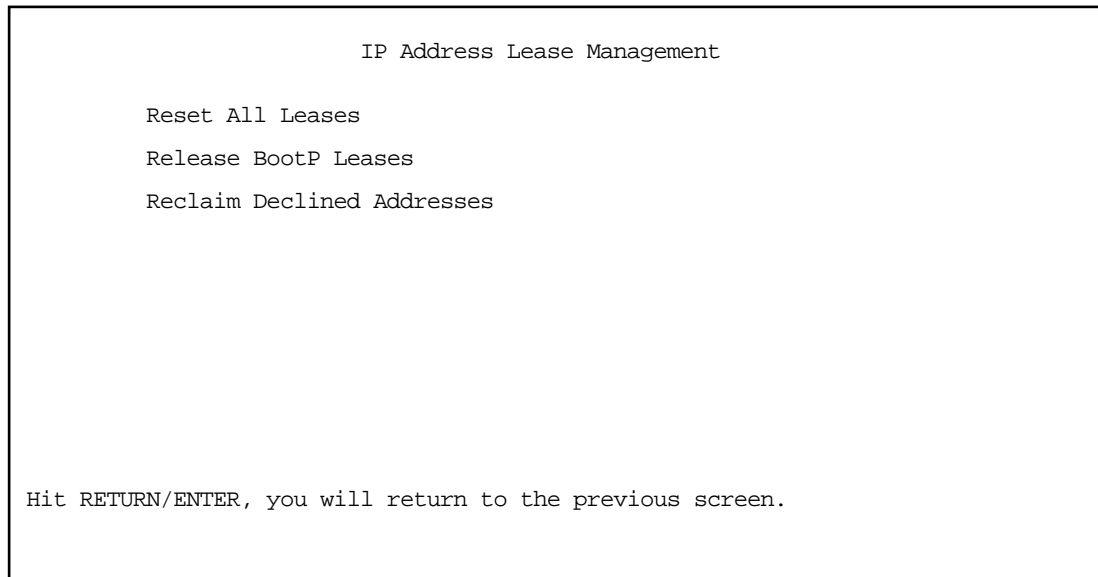 IP Address Lease Management
Reset All Leases
Release BootP Leases
Reclaim Declined Addresses
Hit RETURN/ENTER, you will return to the previous screen.